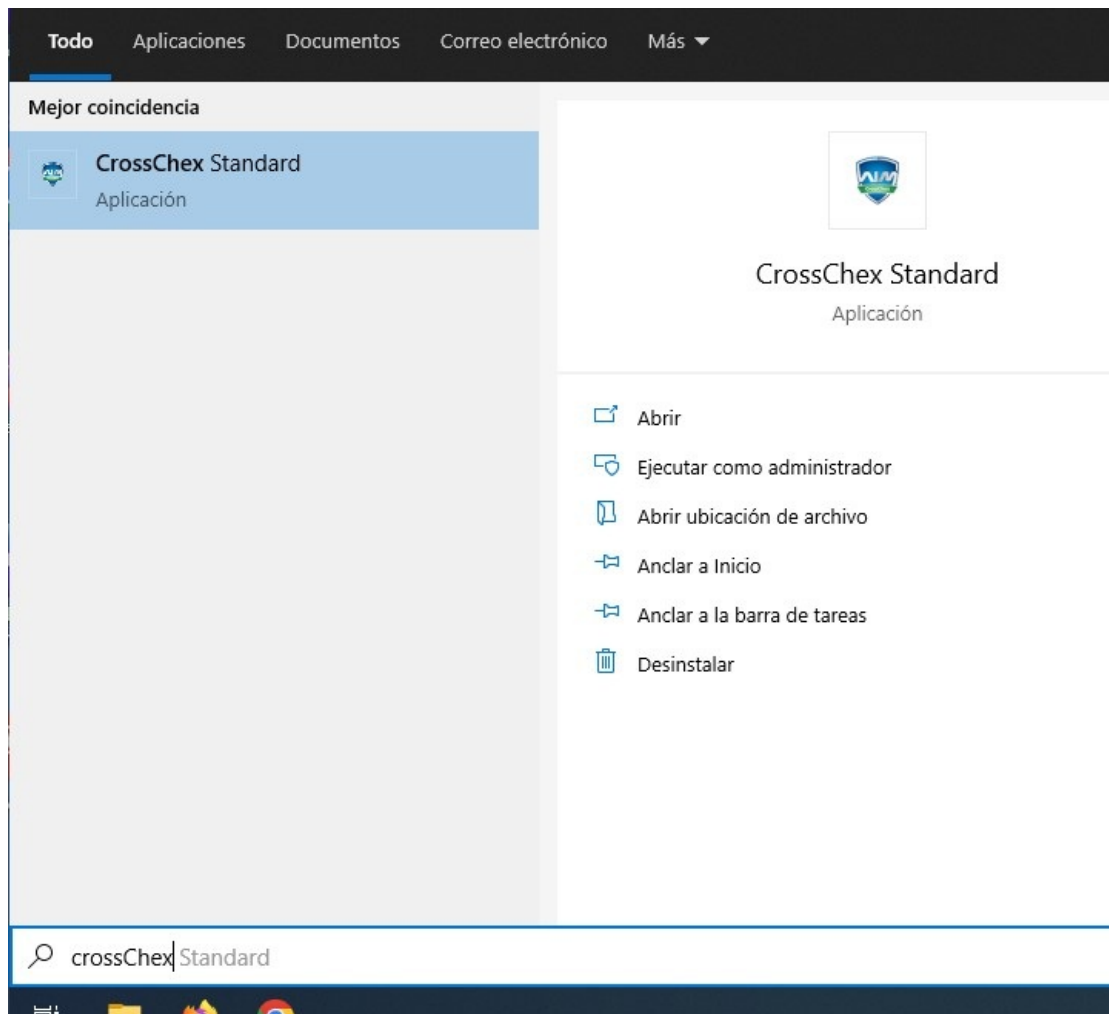 Todo Aplicaciones Documentos Correo electrónico Más
Mejor coincidencia
CrossChex Standard
Aplicación
AIM
CrossChex Standard
Aplicación
Abrir
Ejecutar como administrador
Abrir ubicación de archivo
Anclar a Inicio
Anclar a la barra de tareas
Desinstalar
crossChex Standard